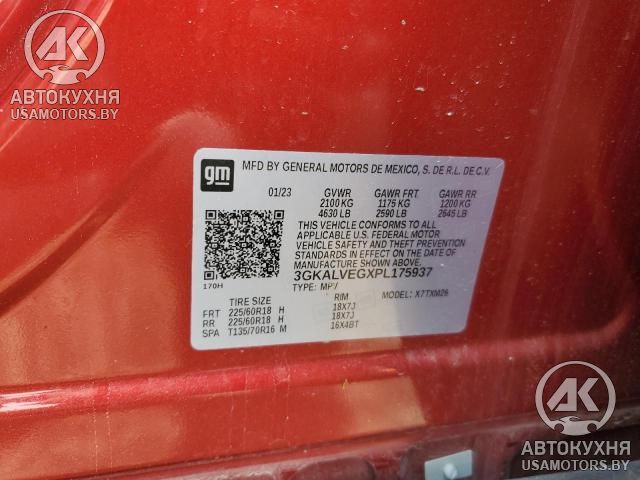 AK
АВТОКУХНЯ
USAMOTORS.BY
gm
MFD BY GENERAL MOTORS DE MEXICO, S. DE R.L. DE C.V.
01/23 GVWR GAWR FRT GAWR RR
2100 KG 1175 KG 1200 KG
4630 LB 2590 LB 2645 LB
THIS VEHICLE CONFORMS TO ALL
APPLICABLE U.S. FEDERAL MOTOR
VEHICLE SAFETY AND THEFT PREVENTION
STANDARDS IN EFFECT ON THE DATE OF
MANUFACTURE SHOWN ABOVE.
3GKALVEGXPL175937
170H
TYPE: MPV MODEL: X7TXM26
TIRE SIZE RIM
FRT 225/60R18 H 18X7J
RR 225/60R18 H 18X7J
SPA T135/70R16 M 16X4BT
AK
АВТОКУХНЯ
USAMOTORS.BY